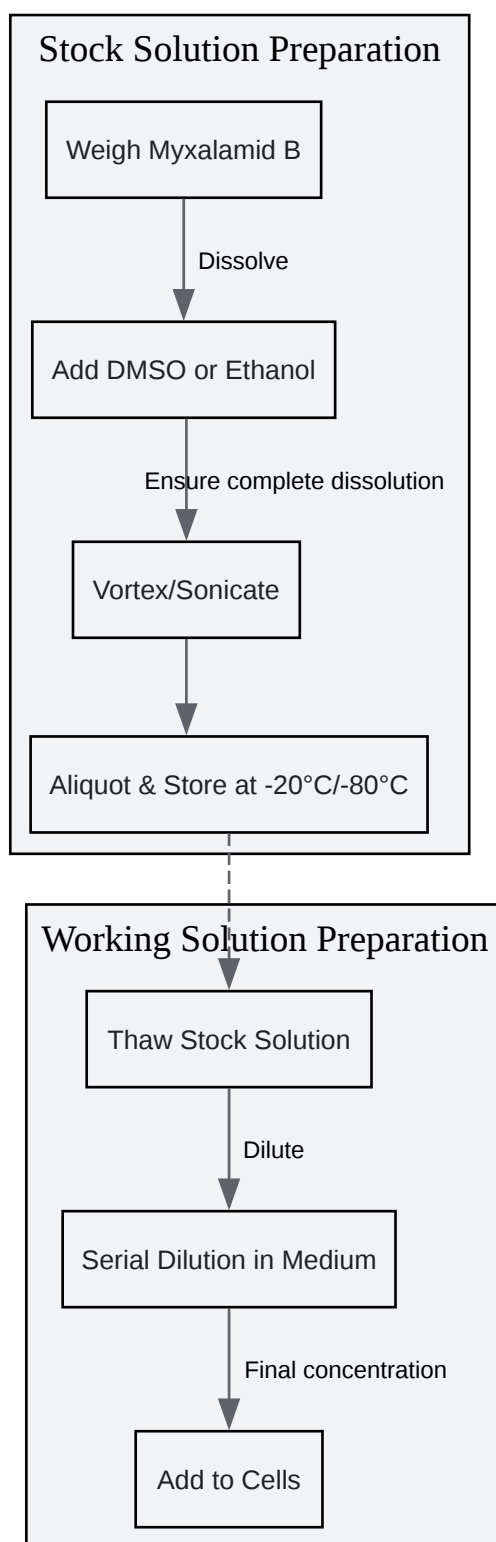 Stock Solution Preparation
Weigh Myxalamid B
Dissolve
Add DMSO or Ethanol
Ensure complete dissolution
Vortex/Sonicate
Aliquot & Store at -20°C/-80°C
Working Solution Preparation
Thaw Stock Solution
Dilute
Serial Dilution in Medium
Final concentration
Add to Cells